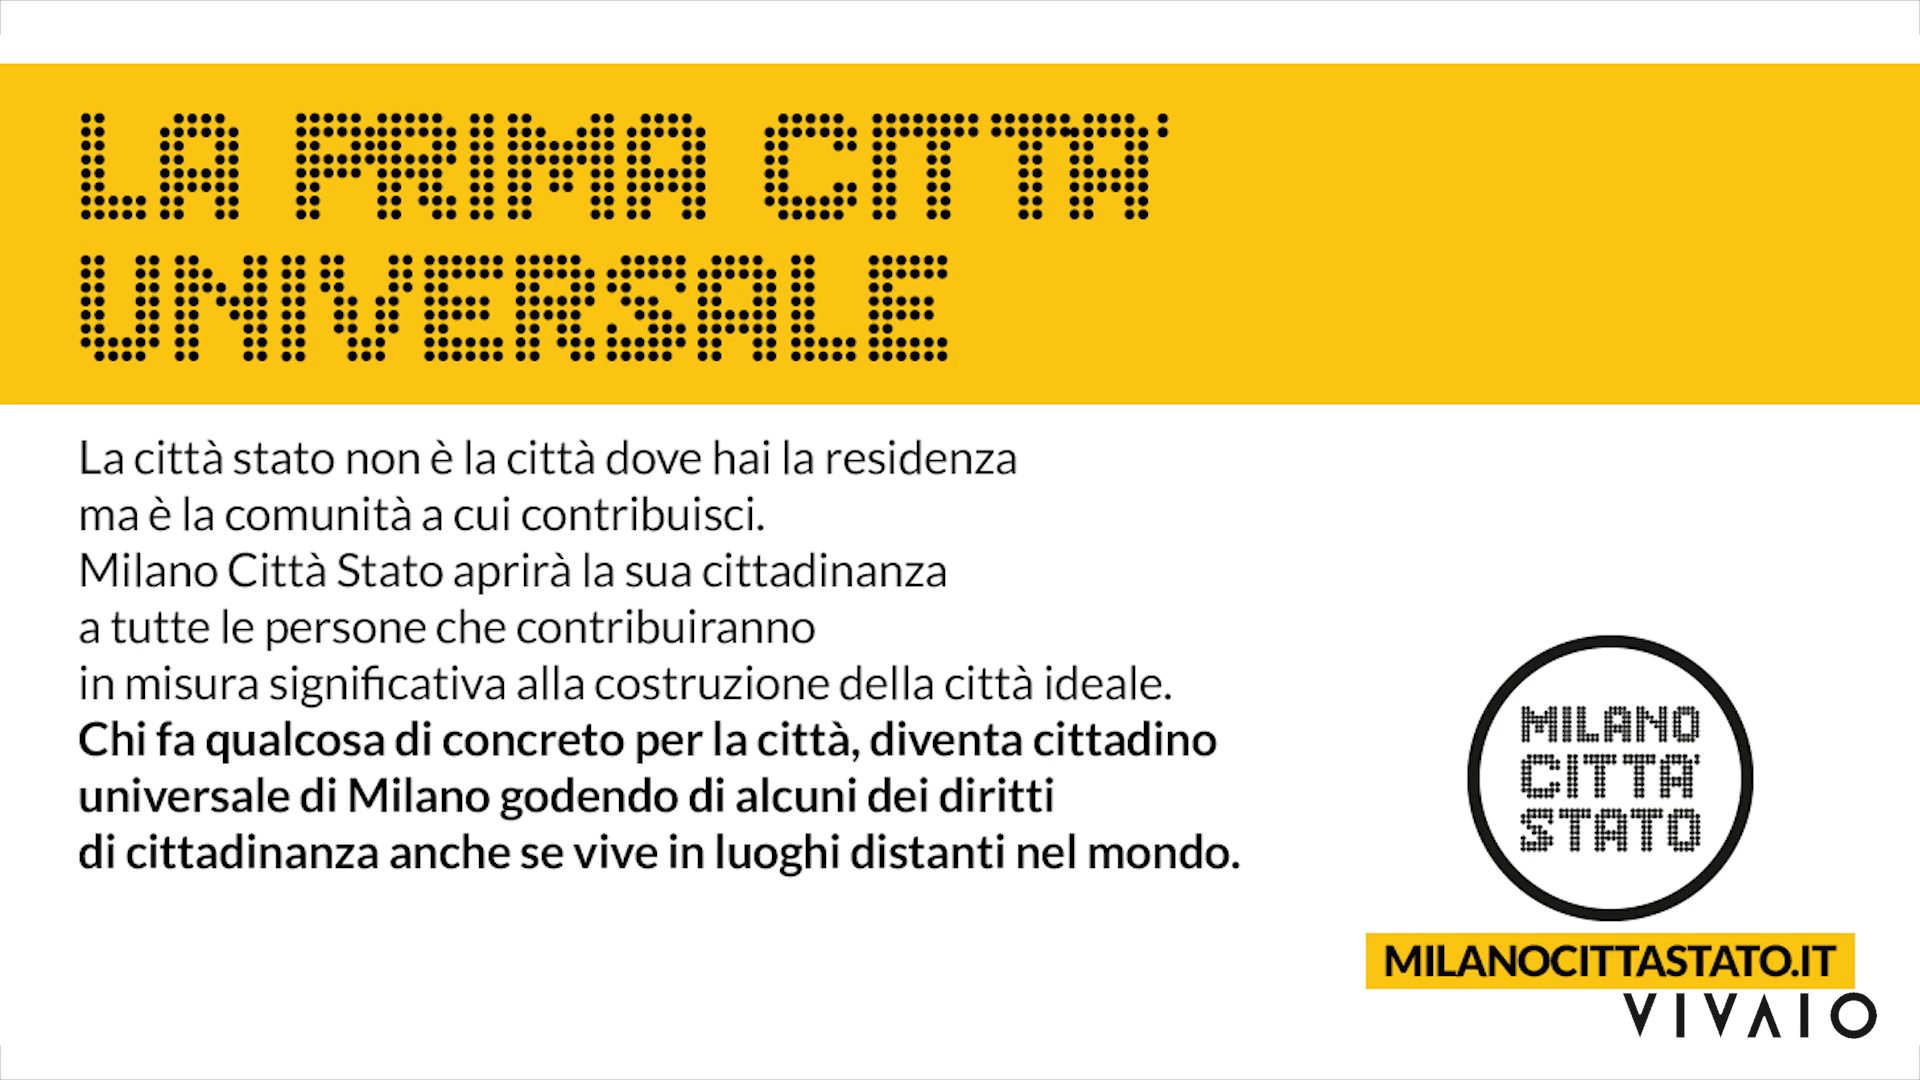 LA PRIMA CITTA'
UNIVERSALE
La città stato non è la città dove hai la residenza
ma è la comunità a cui contribuisci.
Milano Città Stato aprirà la sua cittadinanza
a tutte le persone che contribuiranno
in misura significativa alla costruzione della città ideale.
Chi fa qualcosa di concreto per la città, diventa cittadino
universale di Milano godendo di alcuni dei diritti
di cittadinanza anche se vive in luoghi distanti nel mondo.
MILANO
CITTA'
STATO
MILANOCITTASTATO.IT
VIVAIO